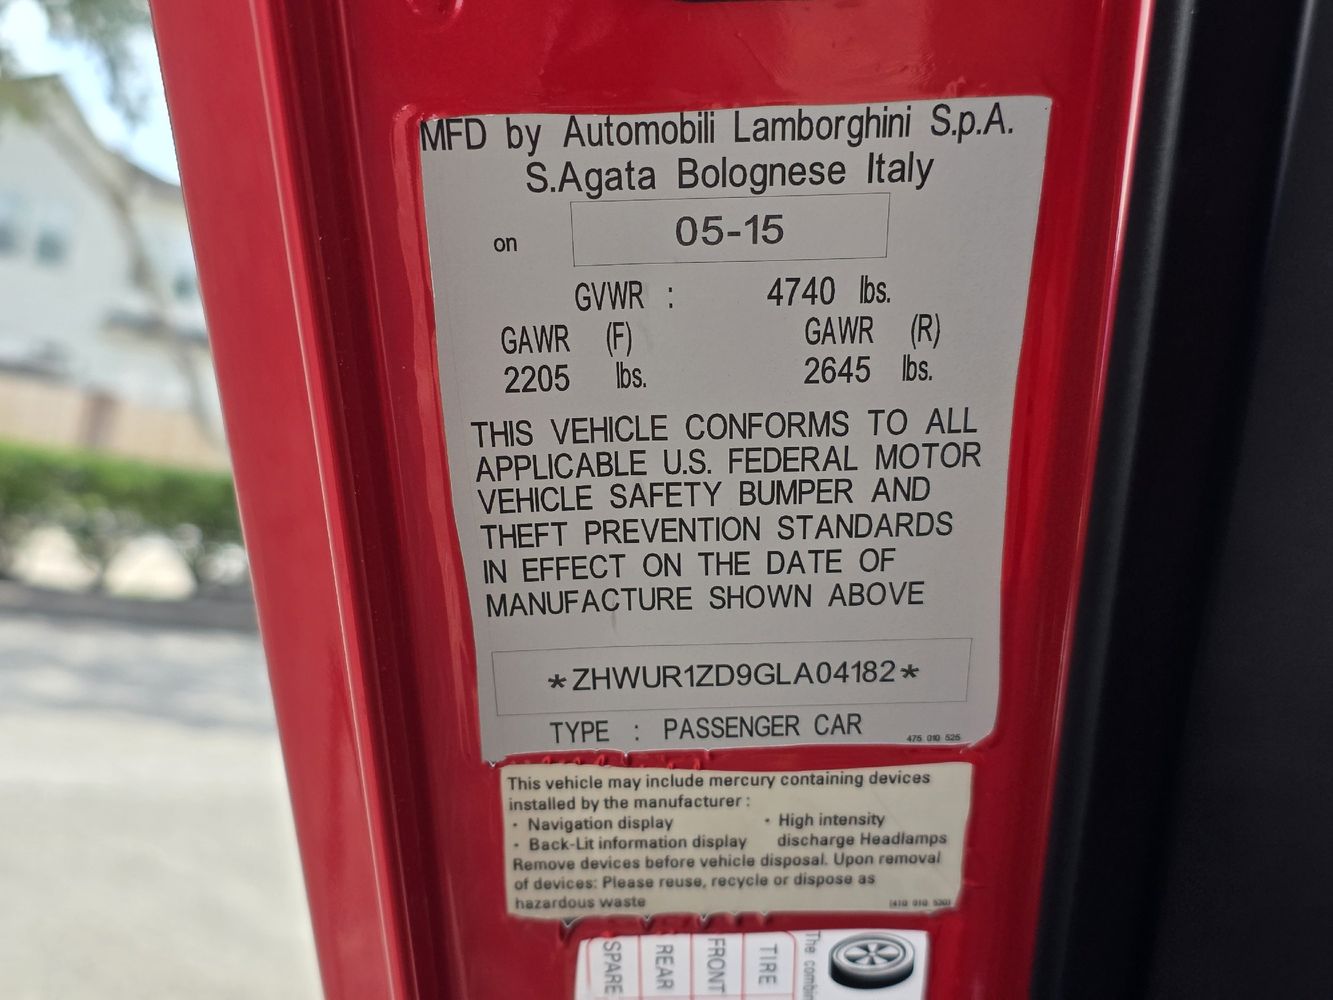 MFD by Automobili Lamborghini S.p.A.
S.Agata Bolognese Italy
on 05-15
GVWR : 4740 lbs.
GAWR (F) GAWR (R)
2205 lbs. 2645 lbs.
THIS VEHICLE CONFORMS TO ALL
APPLICABLE U.S. FEDERAL MOTOR
VEHICLE SAFETY BUMPER AND
THEFT PREVENTION STANDARDS
IN EFFECT ON THE DATE OF
MANUFACTURE SHOWN ABOVE
*ZHWUR1ZD9GLA04182*
TYPE : PASSENGER CAR
475 010 526
This vehicle may include mercury containing devices
installed by the manufacturer :
· Navigation display · High intensity
· Back-Lit information display discharge Headlamps
Remove devices before vehicle disposal. Upon removal
of devices: Please reuse, recycle or dispose as
hazardous waste
The
TIRE
FRONT
REAR
SPARE